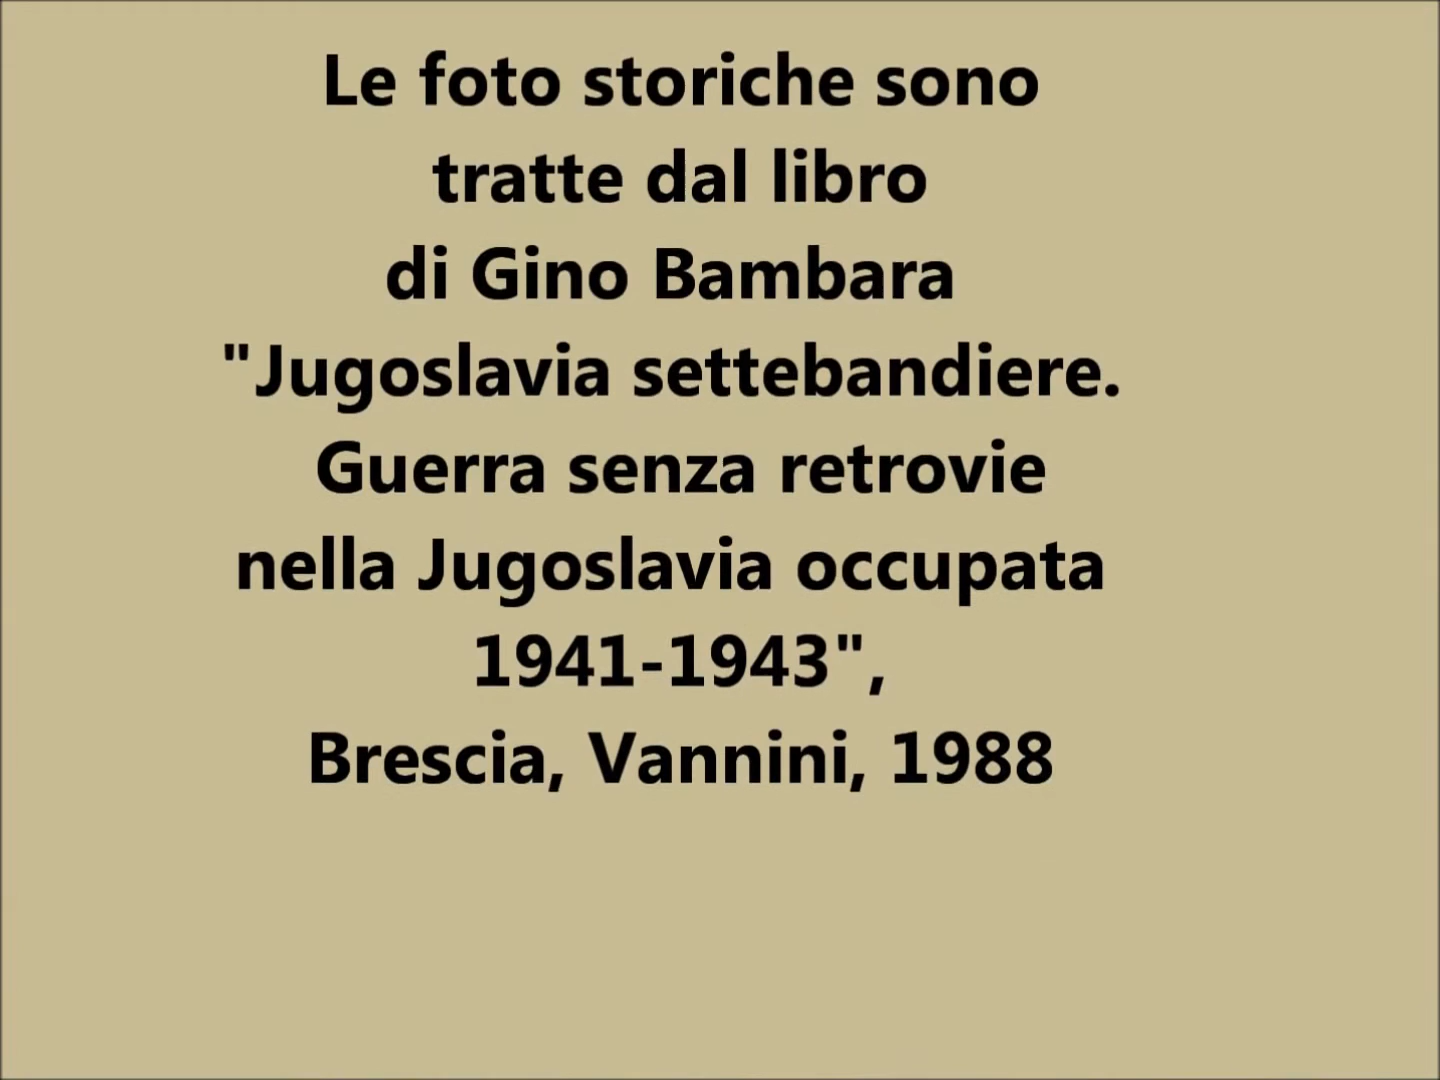 Le foto storiche sono
tratte dal libro
di Gino Bambara
"Jugoslavia settebandiere.
Guerra senza retrovie
nella Jugoslavia occupata
1941-1943",
Brescia, Vannini, 1988